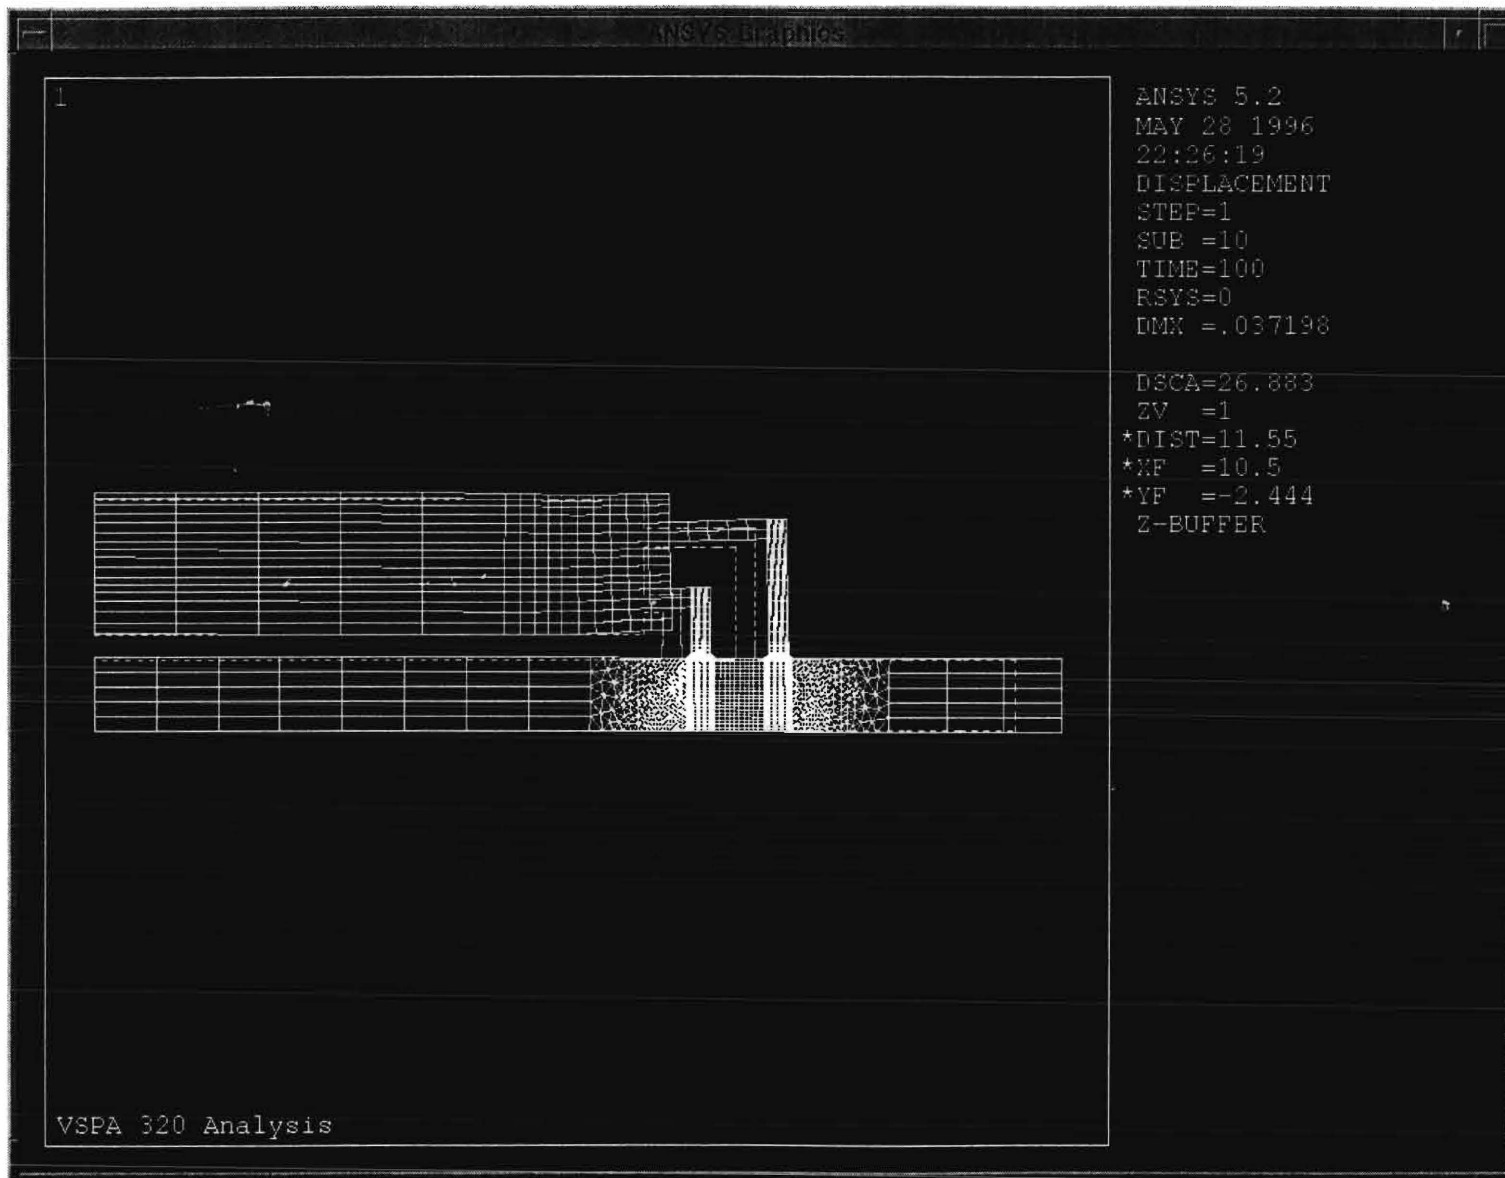 ANSYS Graphics
1
ANSYS 5.2
MAY 28 1996
22:26:19
DISPLACEMENT
STEP=1
SUB =10
TIME=100
RSYS=0
DMX =.037198
DSCA=26.883
ZV =1
*DIST=11.55
*XF =10.5
*YF =-2.444
Z-BUFFER
VSPA 320 Analysis